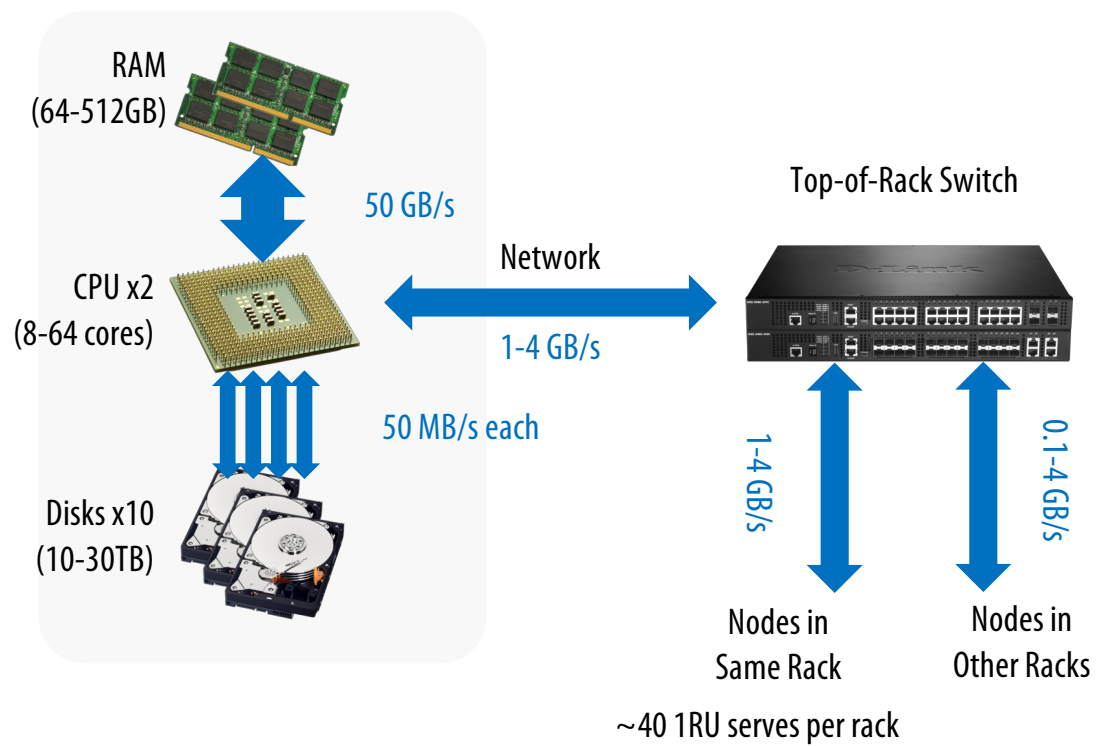 RAM
(64-512GB)
50 GB/s
Top-of-Rack Switch
CPU x2
(8-64 cores)
Network
1-4 GB/s
D-Link
50 MB/s each
Disks x10
(10-30TB)
1-4 GB/s
0.1-4 GB/s
Nodes in
Same Rack
Nodes in
Other Racks
~40 1RU serves per rack